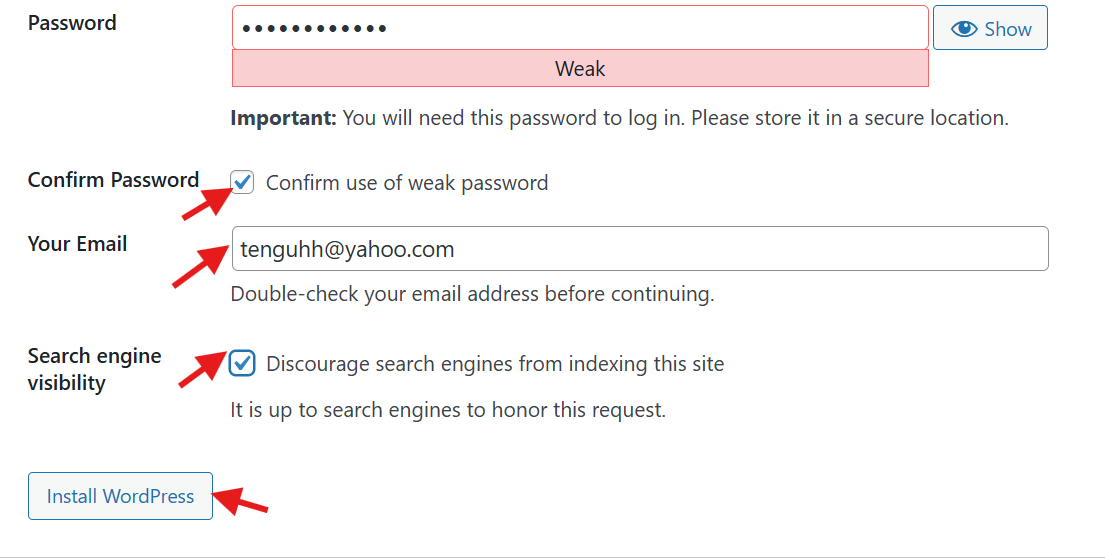 Password
••••••••••••
Show
Weak
Important: You will need this password to log in. Please store it in a secure location.
Confirm Password
Confirm use of weak password
Your Email
tenguhh@yahoo.com
Double-check your email address before continuing.
Search engine
visibility
Discourage search engines from indexing this site
It is up to search engines to honor this request.
Install WordPress